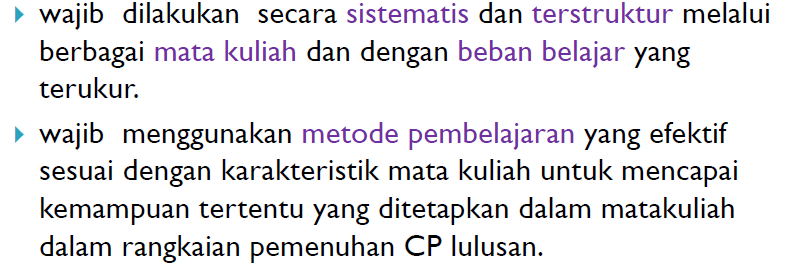 wajib dilakukan secara sistematis dan terstruktur melalui
berbagai mata kuliah dan dengan beban belajar yang
terukur.
wajib menggunakan metode pembelajaran yang efektif
sesuai dengan karakteristik mata kuliah untuk mencapai
kemampuan tertentu yang ditetapkan dalam matakuliah
dalam rangkaian pemenuhan CP lulusan.